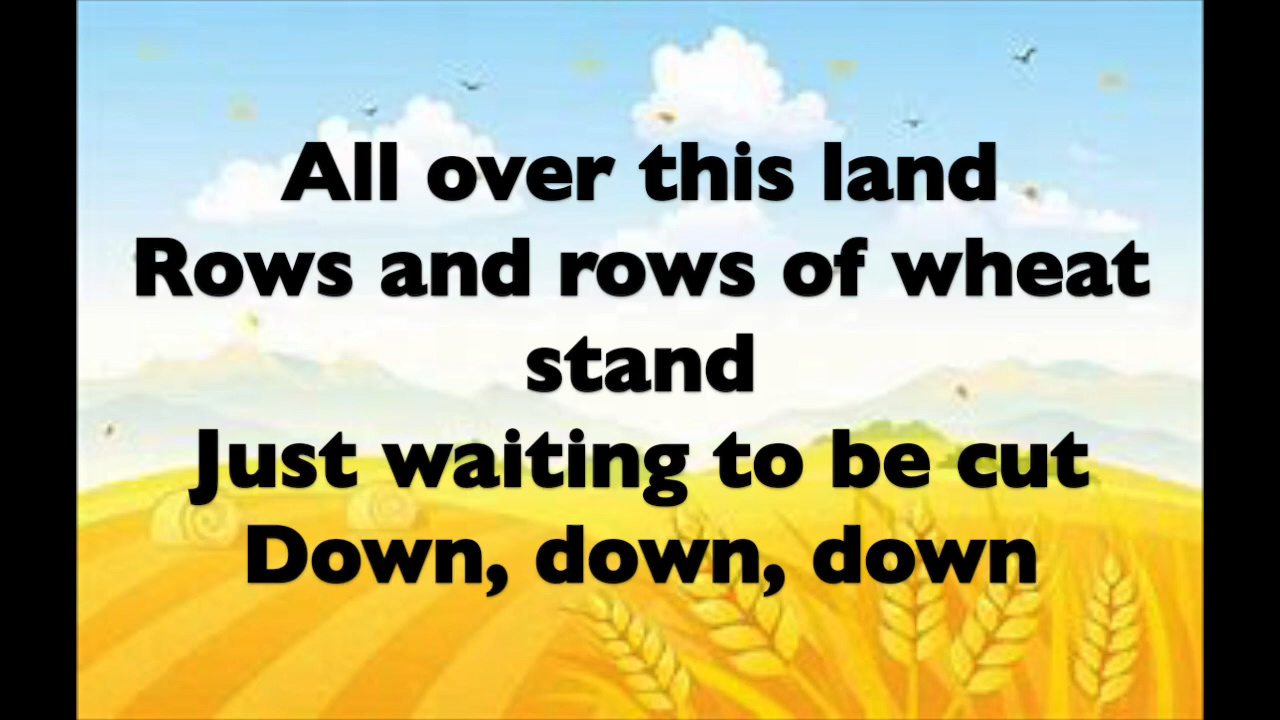 All over this land
Rows and rows of wheat
stand
Just waiting to be cut
Down, down, down